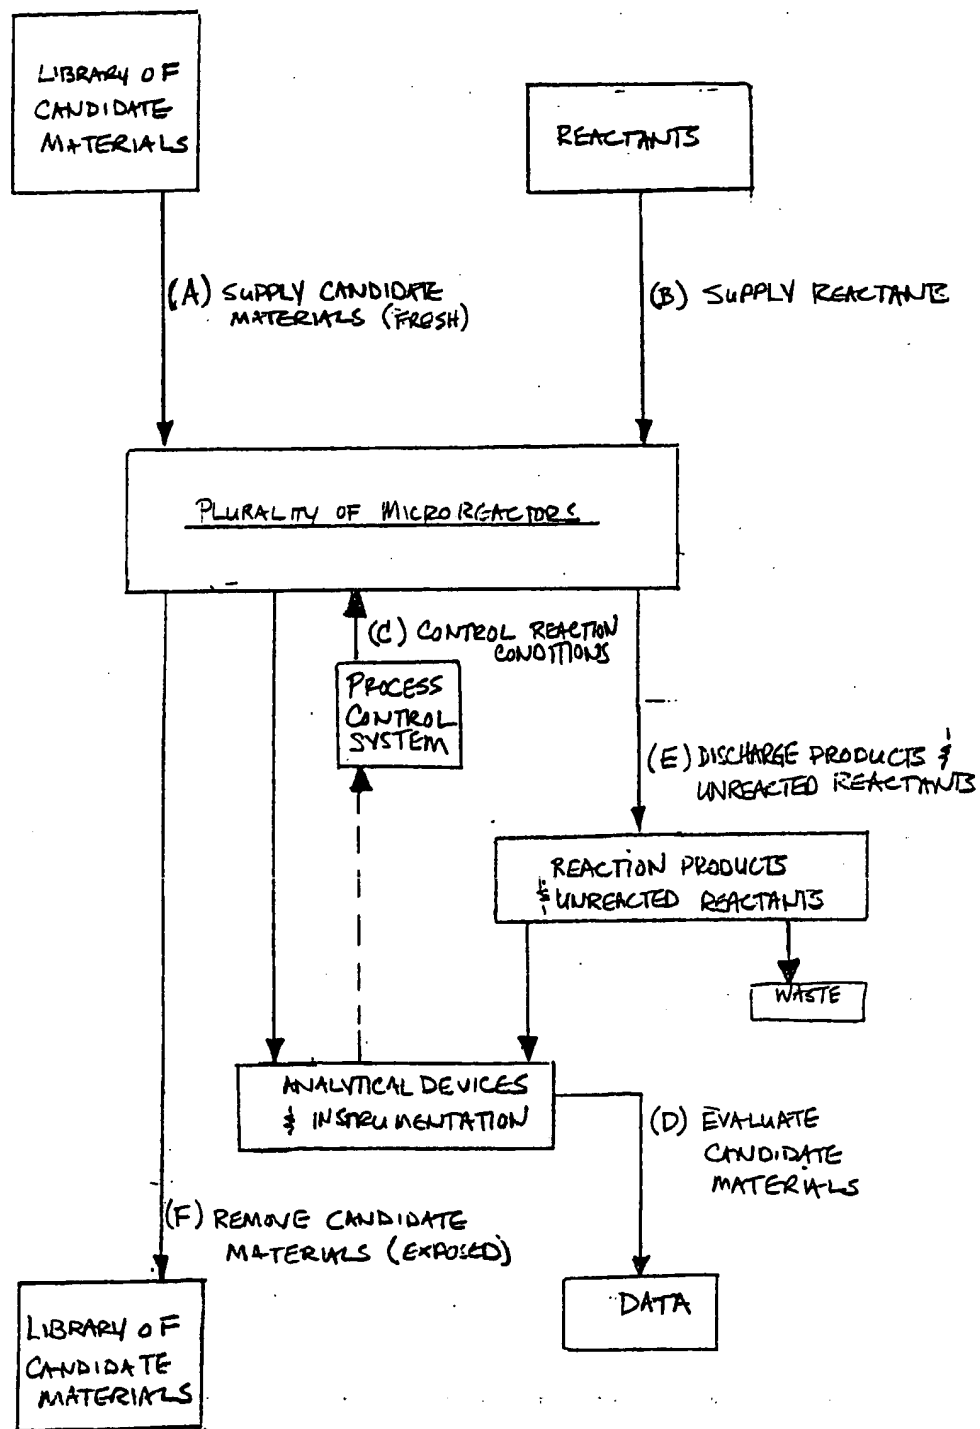 LIBRARY OF
CANDIDATE
MATERIALS
REACTANTS
(A) SUPPLY CANDIDATE
MATERIALS (FRESH)
(B) SUPPLY REACTANTS
PLURALITY OF MICROREACTORS
(C) CONTROL REACTION
CONDITIONS
PROCESS
CONTROL
SYSTEM
(E) DISCHARGE PRODUCTS &
UNREACTED REACTANTS
REACTION PRODUCTS
& UNREACTED REACTANTS
WASTE
ANALYTICAL DEVICES
& INSTRUMENTATION
(D) EVALUATE
CANDIDATE
MATERIALS
(F) REMOVE CANDIDATE
MATERIALS (EXPOSED)
DATA
LIBRARY OF
CANDIDATE
MATERIALS